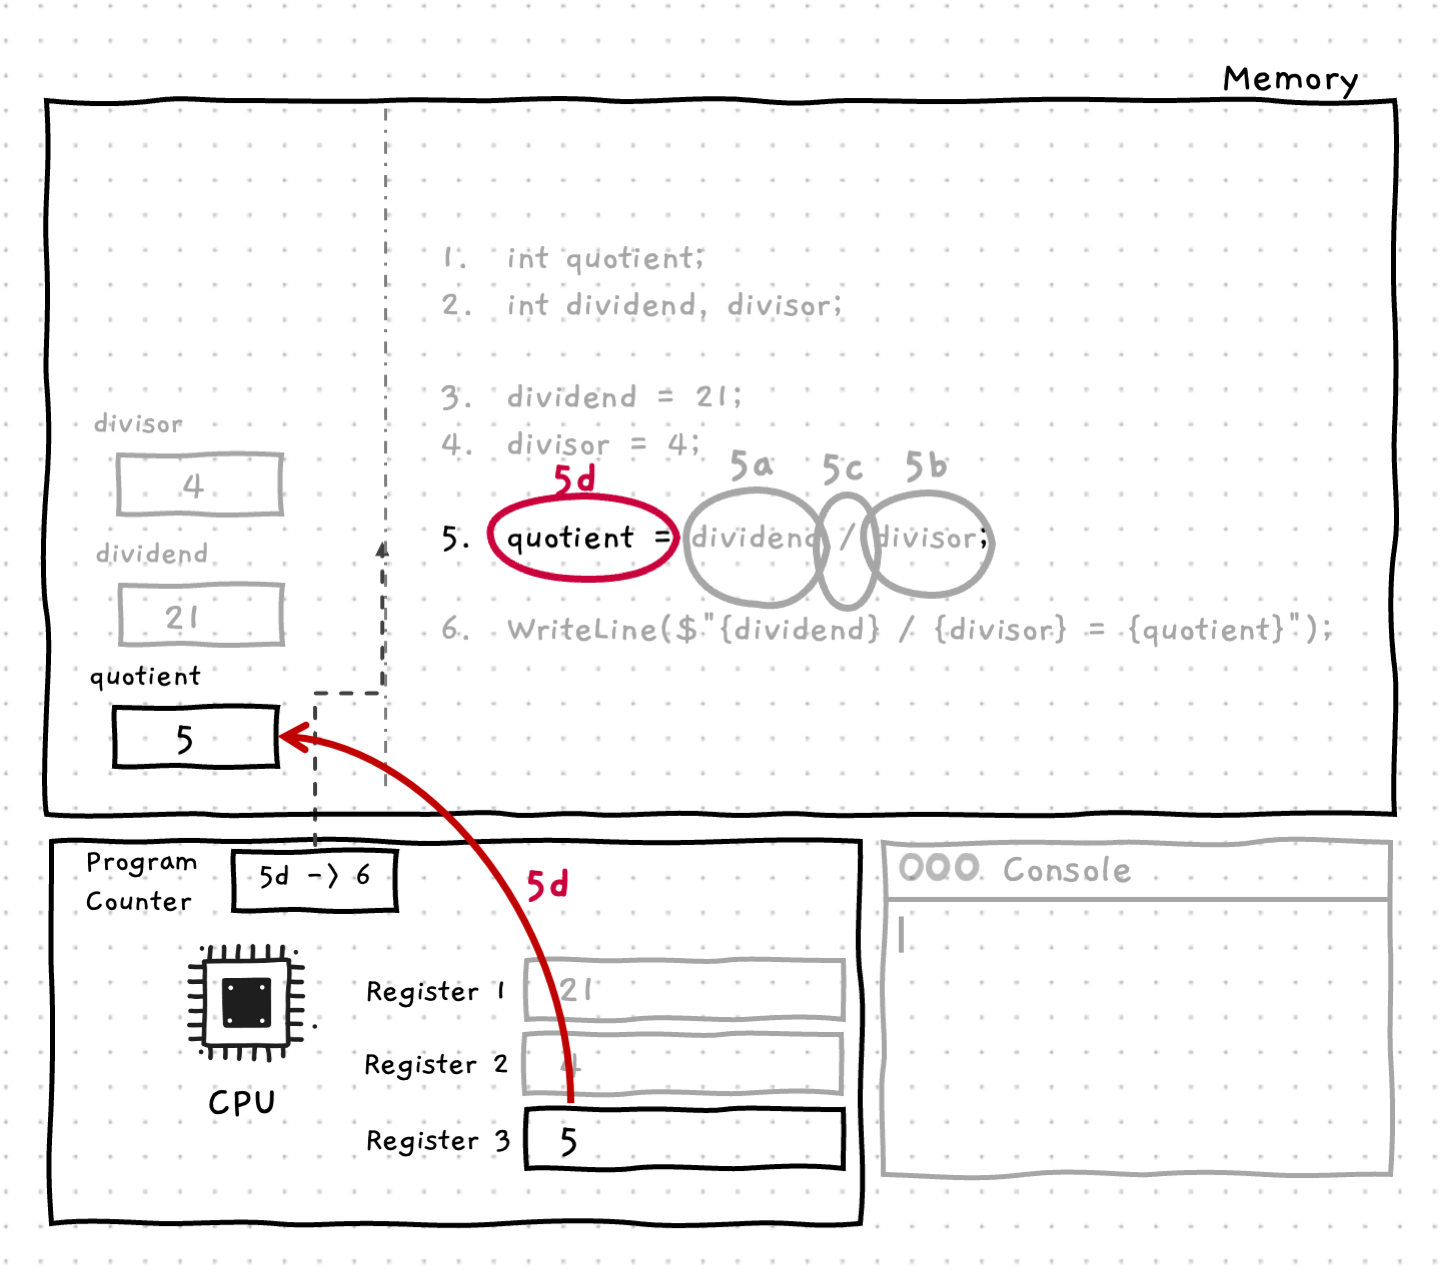 Memory
1. int quotient;
2. int dividend, divisor;
3. dividend = 21;
4. divisor = 4;
5d 5a 5c 5b
5. quotient = dividend / divisor;
6. WriteLine($"{dividend} / {divisor} = {quotient}");
divisor
4
dividend
21
quotient
5
Program
Counter
5d -> 6
5d
CPU
Register 1 21
Register 2 4
Register 3 5
Console